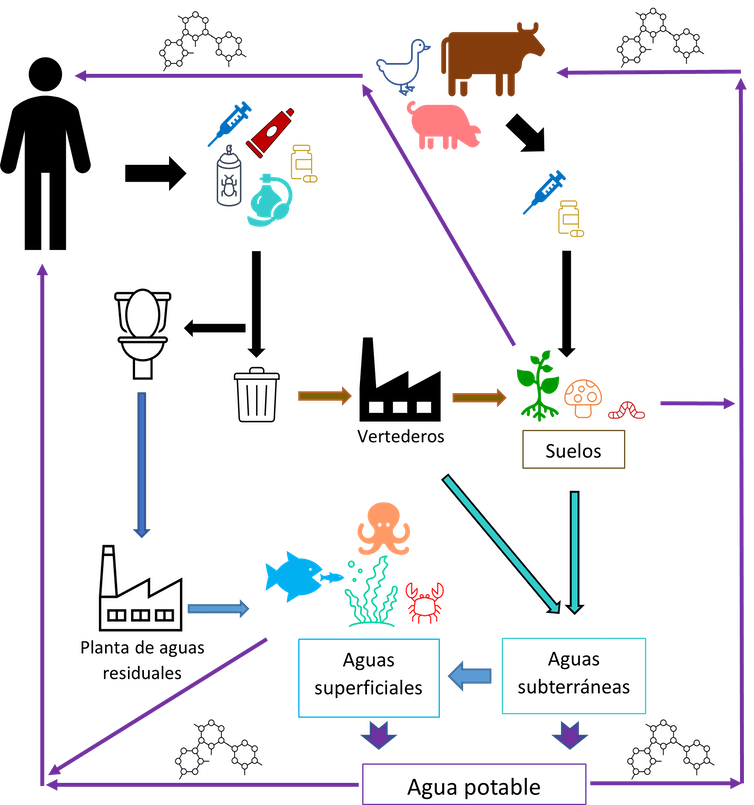 Vertederos
Suelos
Planta de aguas
residuales
Aguas
superficiales
Aguas
subterráneas
Agua potable